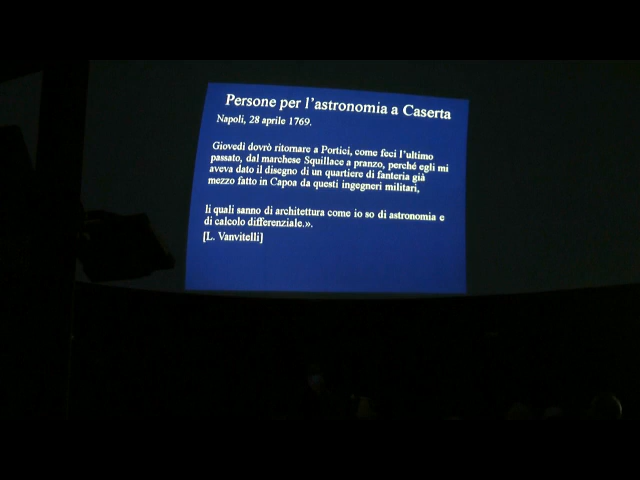 Persone per l'astronomia a Caserta
Napoli, 28 aprile 1769.
Giovedi dovrò ritornare a Portici, come feci l'ultimo
passato, dal marchese Squillace a pranzo, perché egli mi
aveva dato il disegno di un quartiere di fanteria già
mezzo fatto in Capoa da questi ingegneri militari,
li quali sanno di architettura come io so di astronomia e
di calcolo differenziale.».
[L. Vanvitelli]